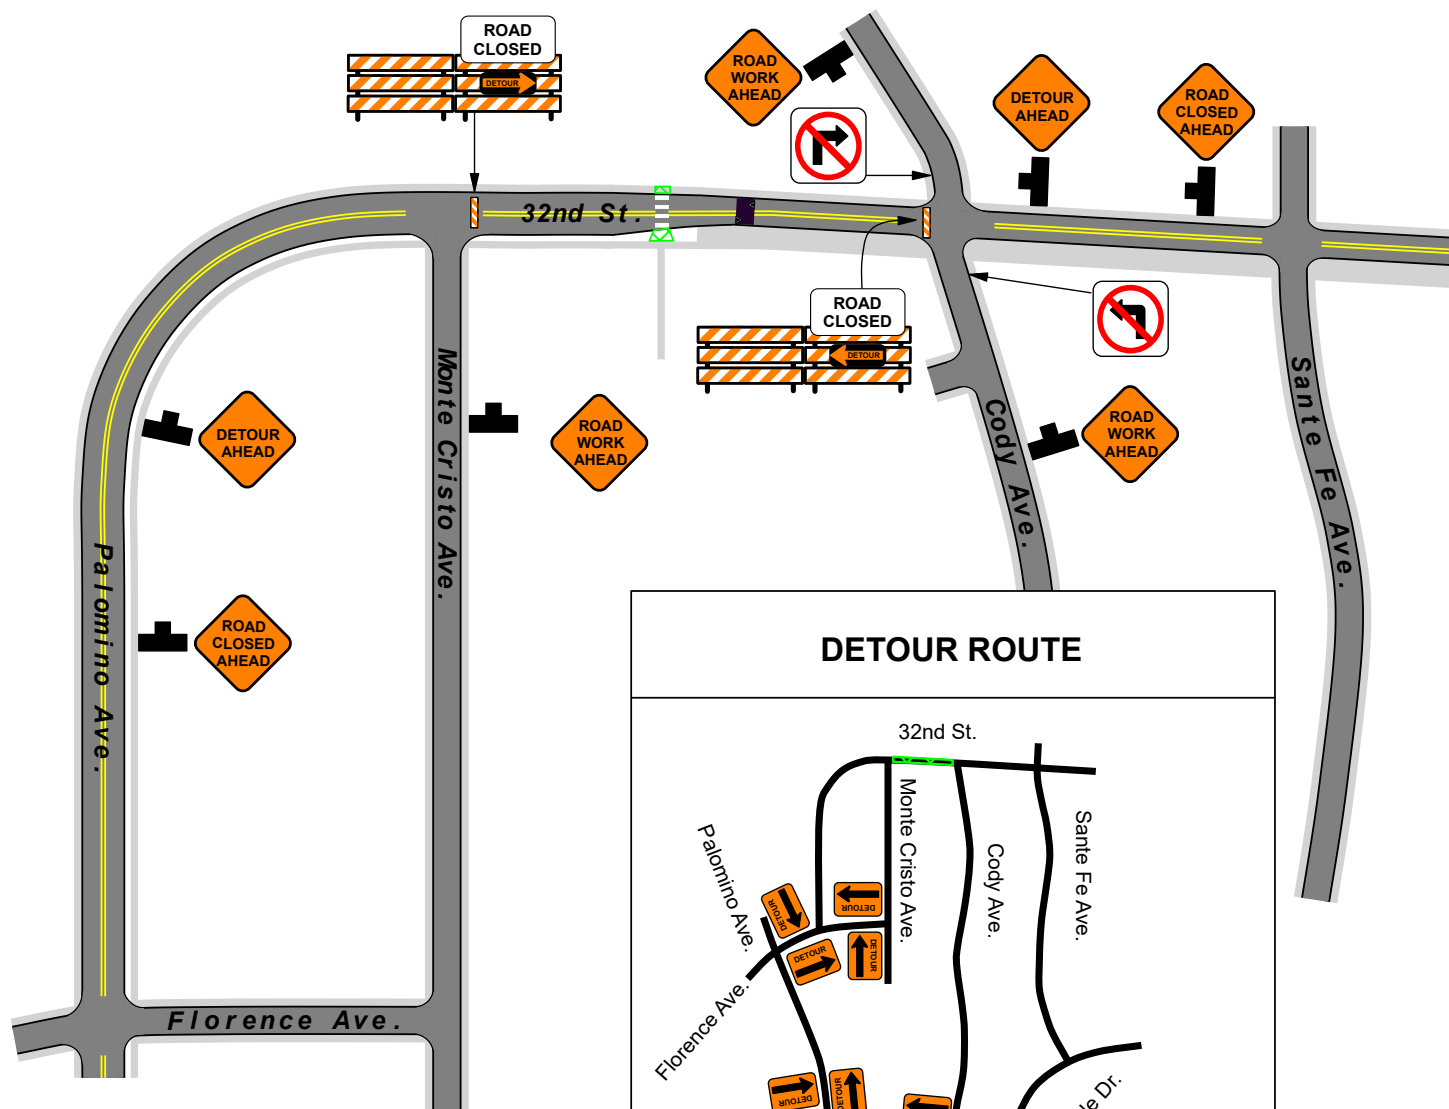 ROAD
CLOSED
DETOUR
ROAD
WORK
AHEAD
DETOUR
AHEAD
ROAD
CLOSED
AHEAD
32nd St.
ROAD
CLOSED
DETOUR
Monte Cristo Ave.
Sante Fe Ave.
Cody Ave.
DETOUR
AHEAD
ROAD
WORK
AHEAD
ROAD
WORK
AHEAD
Palomino Ave.
ROAD
CLOSED
AHEAD
Florence Ave.
DETOUR ROUTE
32nd St.
Monte Cristo Ave.
Sante Fe Ave.
Palomino Ave.
Cody Ave.
DETOUR
DETOUR
DETOUR
DETOUR
Florence Ave.
DETOUR
DETOUR
le Dr.